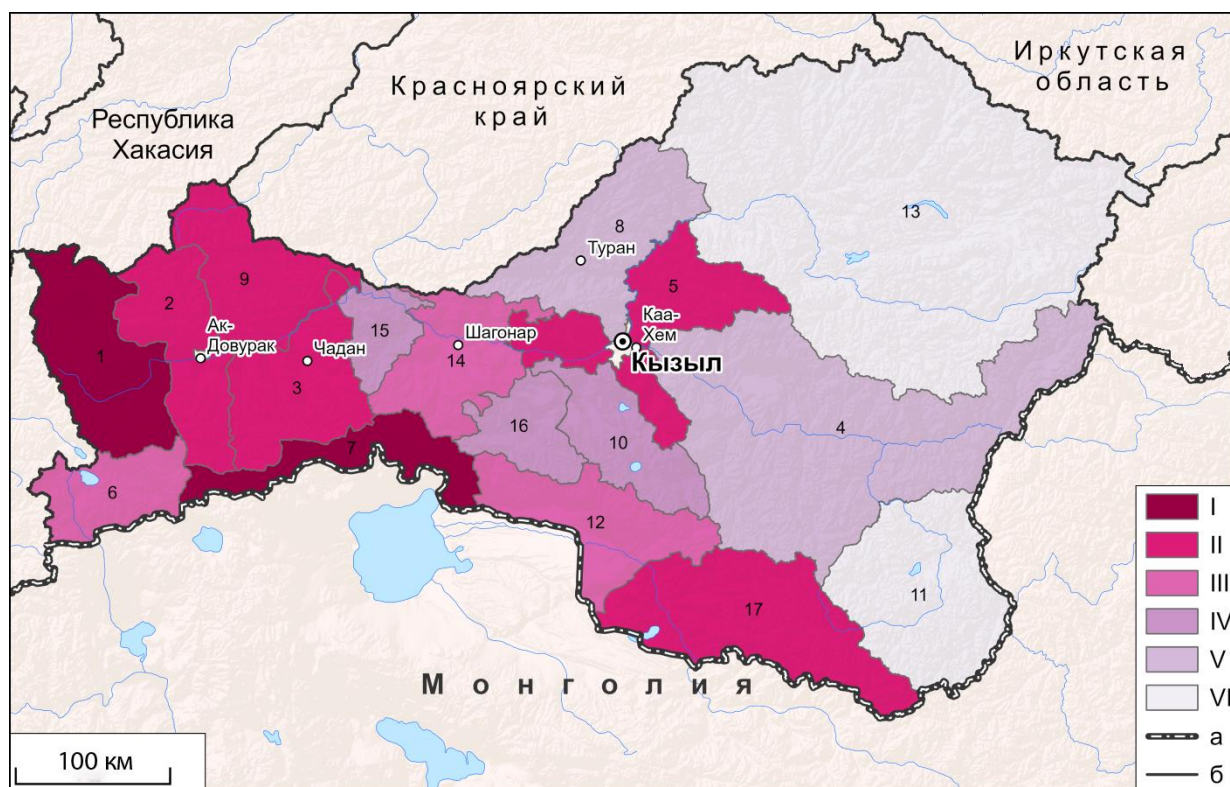 Иркутская
область
Красноярский
край
Республика
Хакасия
13
8
Туран
9
5
2
Каа-
Хем
15
Шагонар
Ак-
Довурак
1
Чадан
Кызыл
14
3
16
4
7
10
6
12
11
17
Монголия
I
II
III
IV
V
VI
а
б
100 км